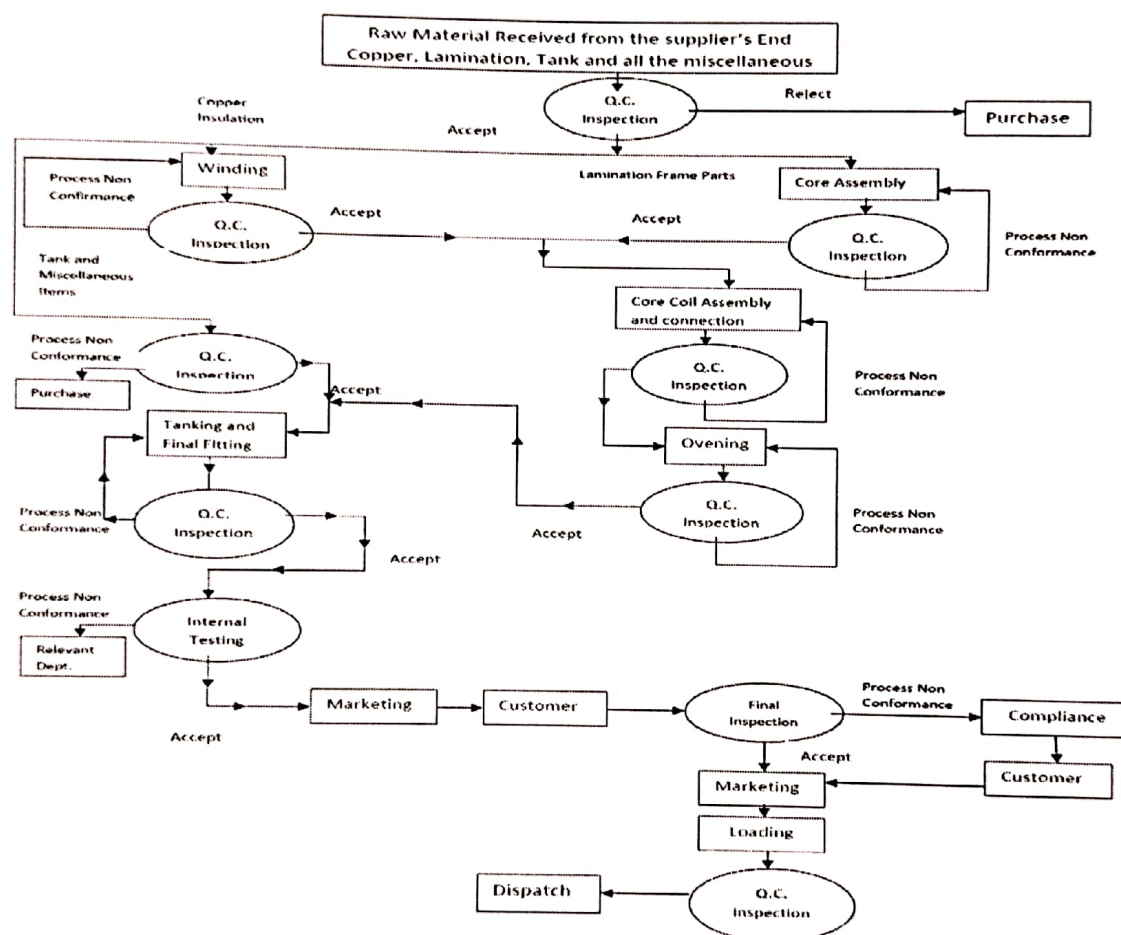 Raw Material Received from the supplier's End
Copper, Lamination, Tank and all the miscellaneous
Q.C.
Inspection
Reject
Purchase
Copper
Insulation
Accept
Winding
Process Non
Confirmance
Lamination Frame Parts
Core Assembly
Q.C.
Inspection
Accept
Accept
Q.C.
Inspection
Process Non
Conformance
Tank and
Miscellaneous
Items
Core Coil Assembly
and connection
Process Non
Conformance
Q.C.
Inspection
Purchase
Accept
Q.C.
Inspection
Process Non
Conformance
Tanking and
Final Fitting
Ovening
Process Non
Conformance
Q.C.
Inspection
Accept
Accept
Q.C.
Inspection
Process Non
Conformance
Process Non
Conformance
Internal
Testing
Relevant
Dept.
Accept
Marketing
Customer
Final
Inspection
Process Non
Conformance
Compliance
Accept
Customer
Marketing
Loading
Dispatch
Q.C.
Inspection